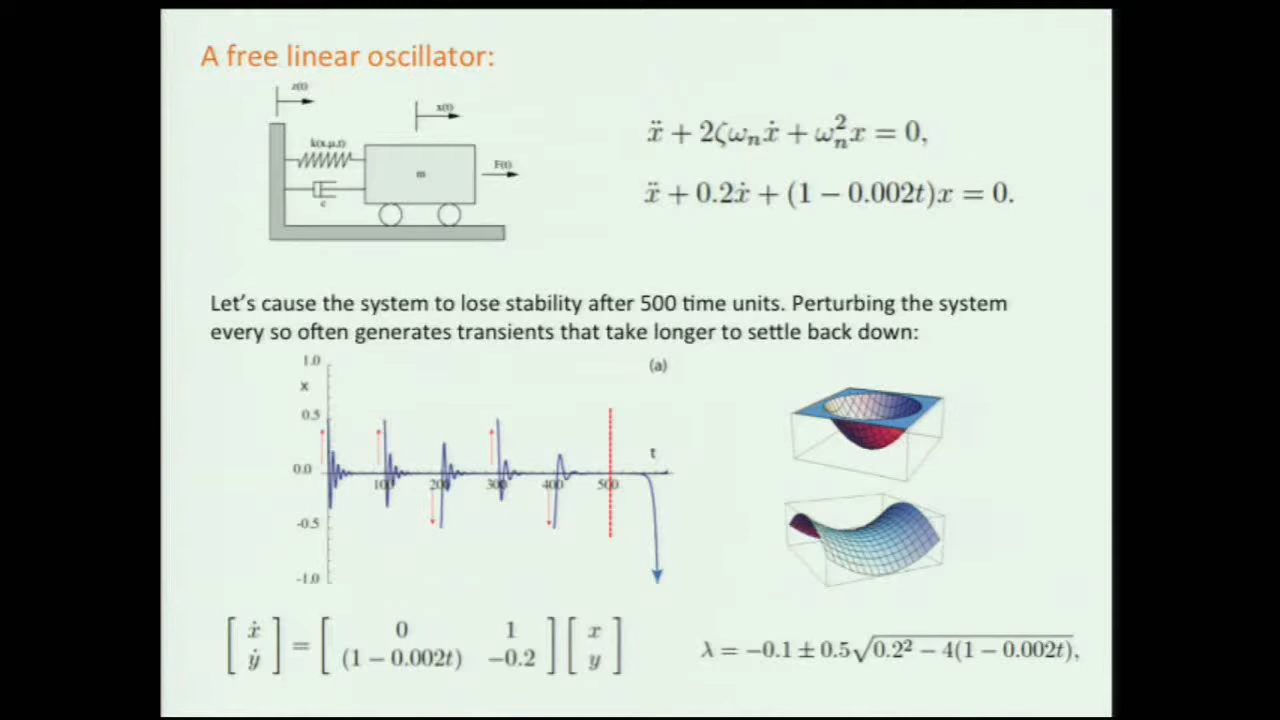 A free linear oscillator:
z(t)
x(t)
k(x,μ,t)
F(t)
m
c
ẍ + 2ζωₙẋ + ωₙ²x = 0,
ẍ + 0.2ẋ + (1 − 0.002t)x = 0.
Let's cause the system to lose stability after 500 time units. Perturbing the system
every so often generates transients that take longer to settle back down:
1.0
(a)
x
0.5
t
0.0
100 200 300 400 500
-0.5
-1.0
[ẋ ẏ] = [0 1 (1 − 0.002t) −0.2] [x y]
λ = −0.1 ± 0.5√(0.2² − 4(1 − 0.002t)),